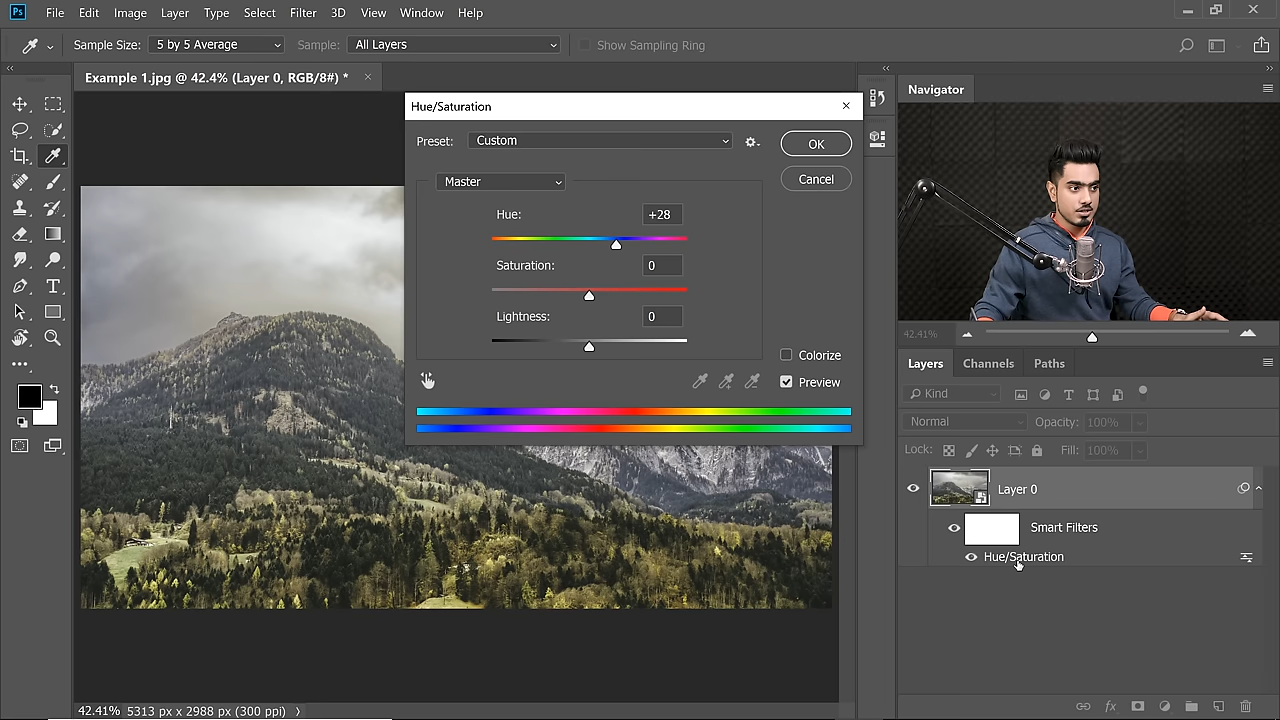 Ps File Edit Image Layer Type Select Filter 3D View Window Help
Sample Size: 5 by 5 Average Sample: All Layers Show Sampling Ring
Example 1.jpg @ 42.4% (Layer 0, RGB/8#) *
Hue/Saturation
Preset: Custom
OK
Master
Cancel
Hue: +28
Saturation: 0
Lightness: 0
Colorize
Preview
Navigator
42.41%
Layers Channels Paths
Kind
Normal Opacity: 100%
Lock: Fill: 100%
Layer 0
Smart Filters
Hue/Saturation
42.41% 5313 px x 2988 px (300 ppi)